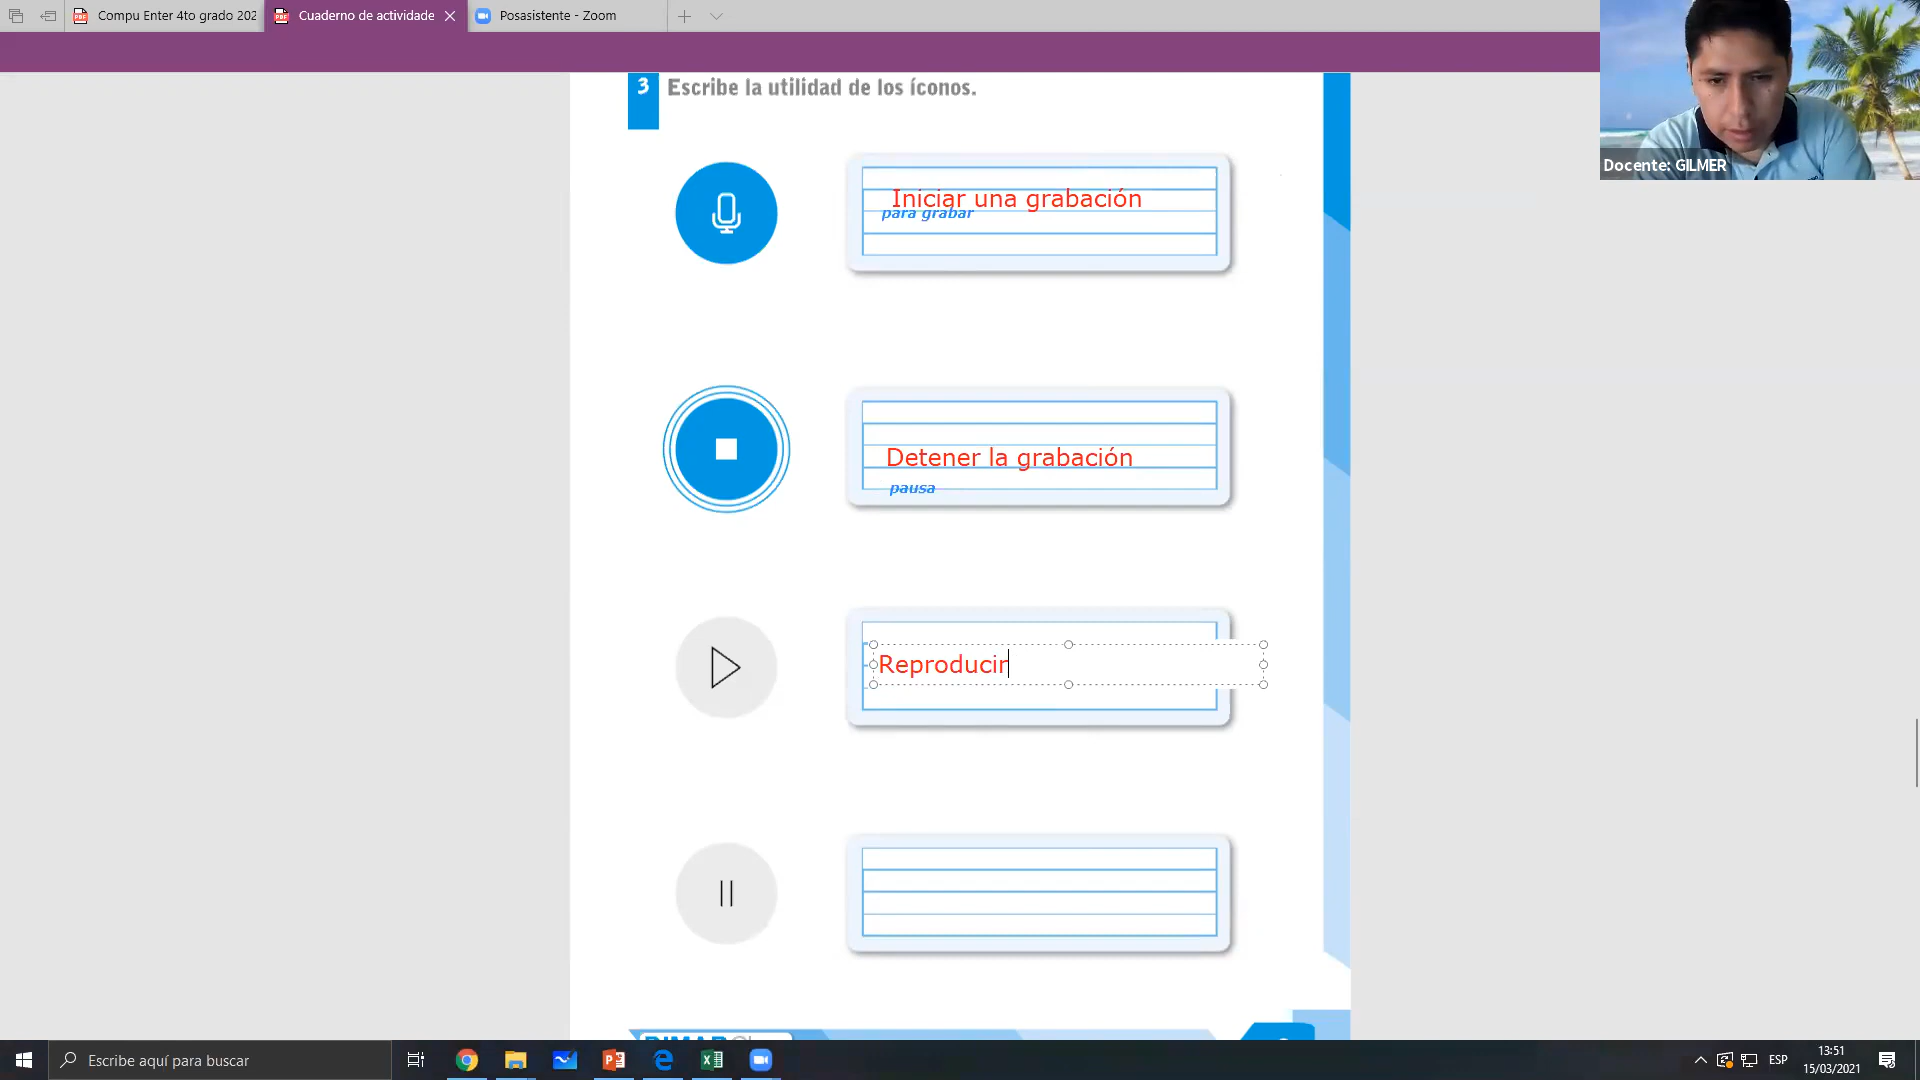 Compu Enter 4to grado 202
Cuaderno de actividade
Posasistente - Zoom
3 Escribe la utilidad de los íconos.
Docente: GILMER
Iniciar una grabación
para grabar
Detener la grabación
pausa
Reproducir
Escribe aquí para buscar
ESP
13:51
15/03/2021